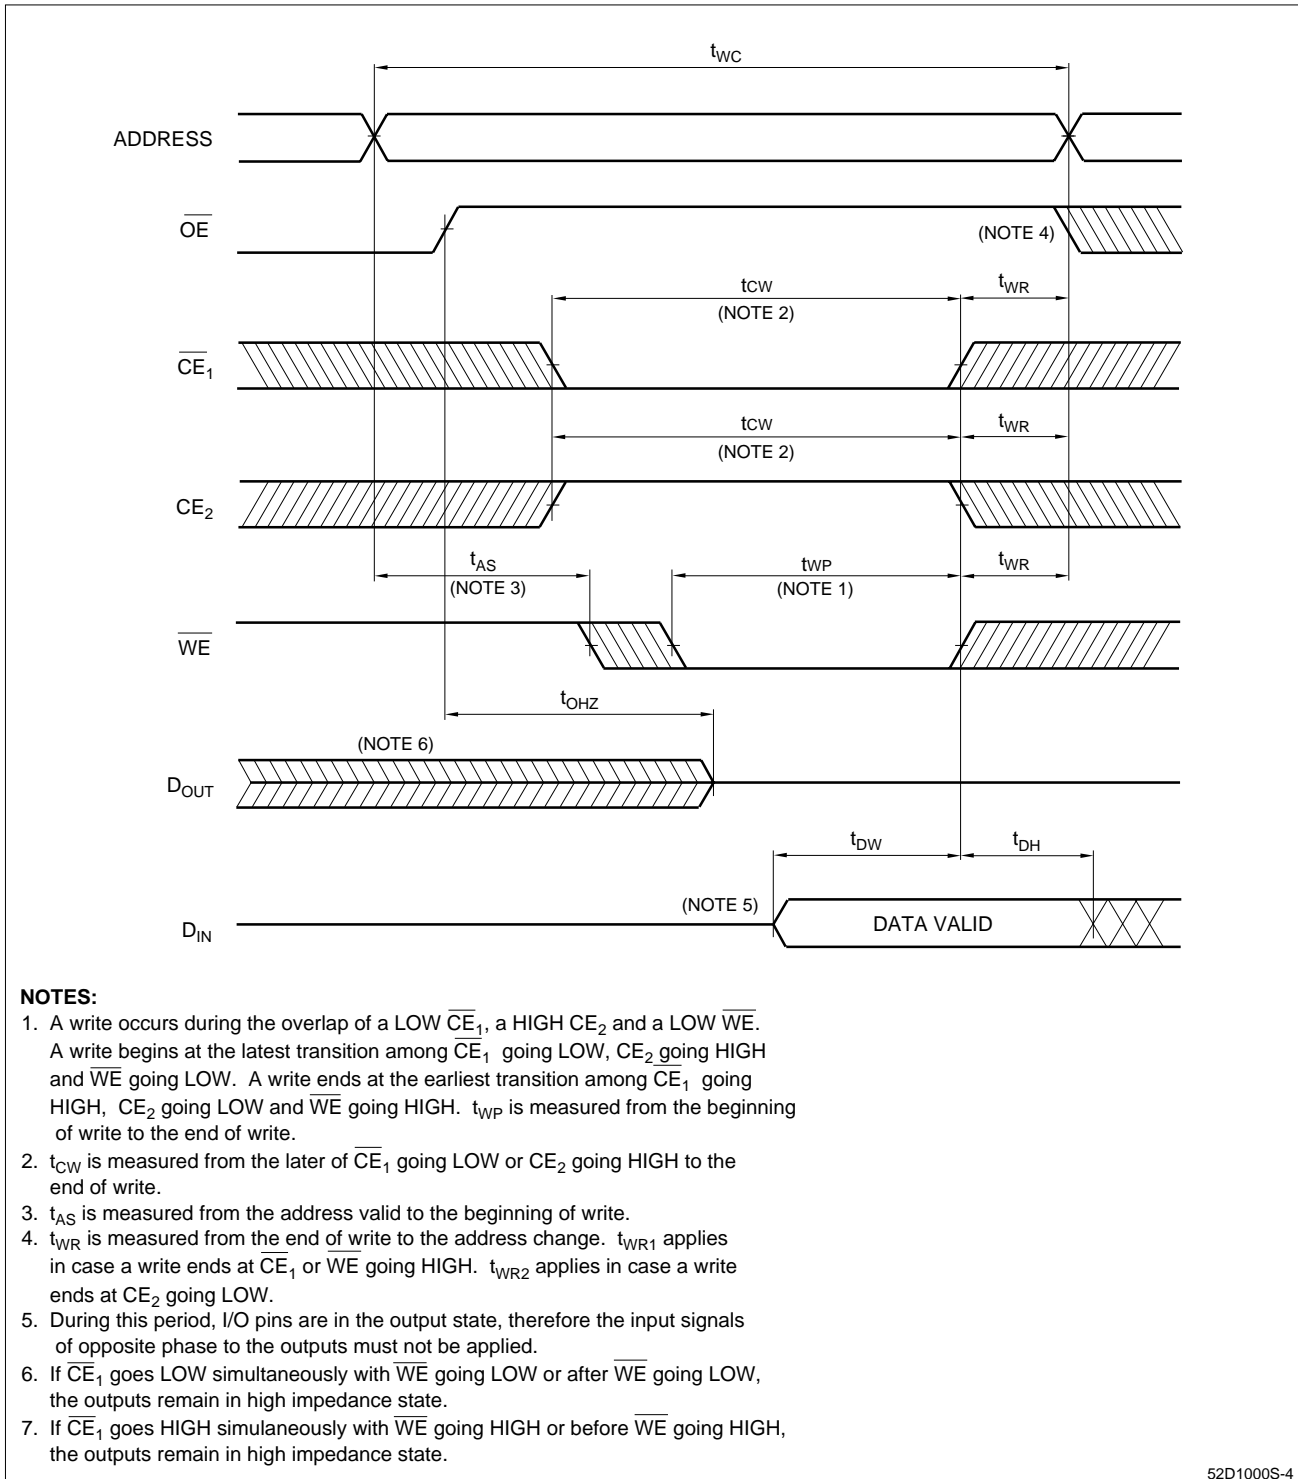 tWC
ADDRESS
OE
(NOTE 4)
tCW
tWR
(NOTE 2)
CE1
tCW
tWR
(NOTE 2)
CE2
tAS
tWP
tWR
(NOTE 3)
(NOTE 1)
WE
tOHZ
(NOTE 6)
DOUT
tDW
tDH
(NOTE 5)
DIN
DATA VALID
NOTES:
1. A write occurs during the overlap of a LOW CE1, a HIGH CE2 and a LOW WE.
A write begins at the latest transition among CE1 going LOW, CE2 going HIGH
and WE going LOW. A write ends at the earliest transition among CE1 going
HIGH, CE2 going LOW and WE going HIGH. tWP is measured from the beginning
of write to the end of write.
2. tCW is measured from the later of CE1 going LOW or CE2 going HIGH to the
end of write.
3. tAS is measured from the address valid to the beginning of write.
4. tWR is measured from the end of write to the address change. tWR1 applies
in case a write ends at CE1 or WE going HIGH. tWR2 applies in case a write
ends at CE2 going LOW.
5. During this period, I/O pins are in the output state, therefore the input signals
of opposite phase to the outputs must not be applied.
6. If CE1 goes LOW simultaneously with WE going LOW or after WE going LOW,
the outputs remain in high impedance state.
7. If CE1 goes HIGH simultaneously with WE going HIGH or before WE going HIGH,
the outputs remain in high impedance state.
52D1000S-4